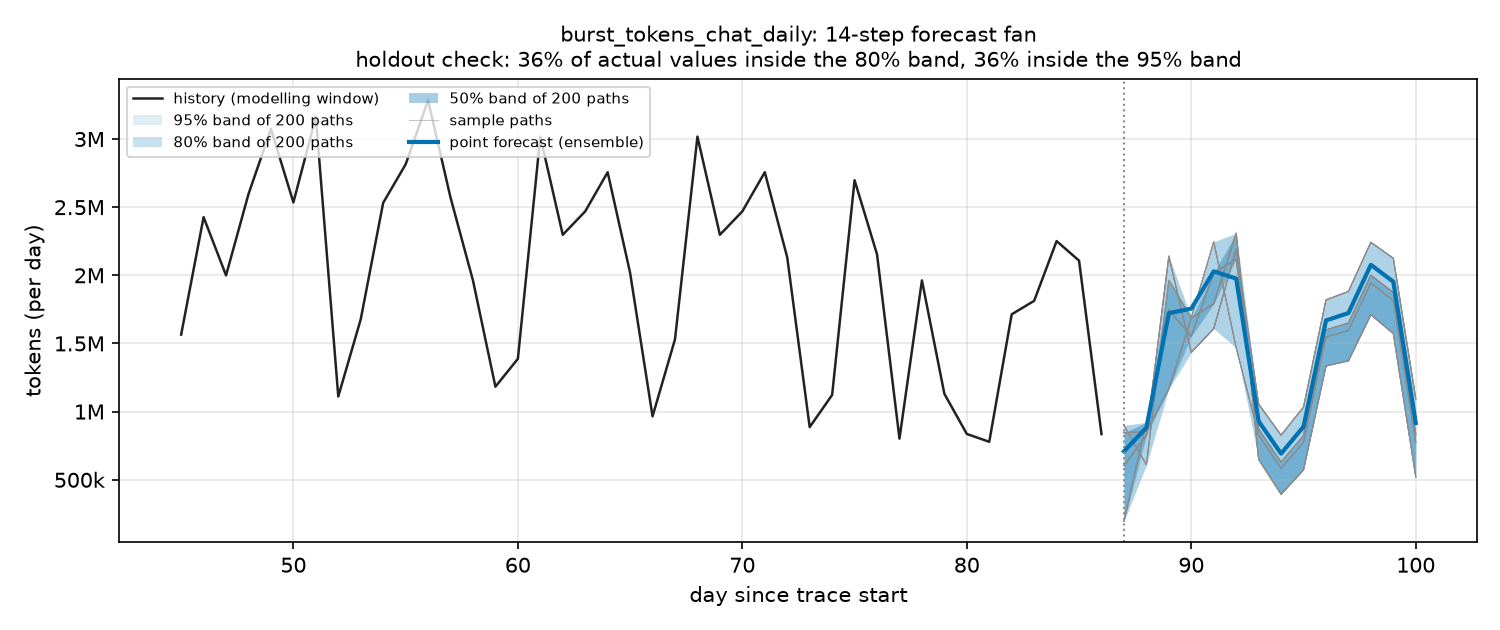 burst_tokens_chat_daily: 14-step forecast fan
holdout check: 36% of actual values inside the 80% band, 36% inside the 95% band
history (modelling window)
95% band of 200 paths
80% band of 200 paths
50% band of 200 paths
sample paths
point forecast (ensemble)
tokens (per day)
3M
2.5M
2M
1.5M
1M
500k
50
60
70
80
90
100
day since trace start